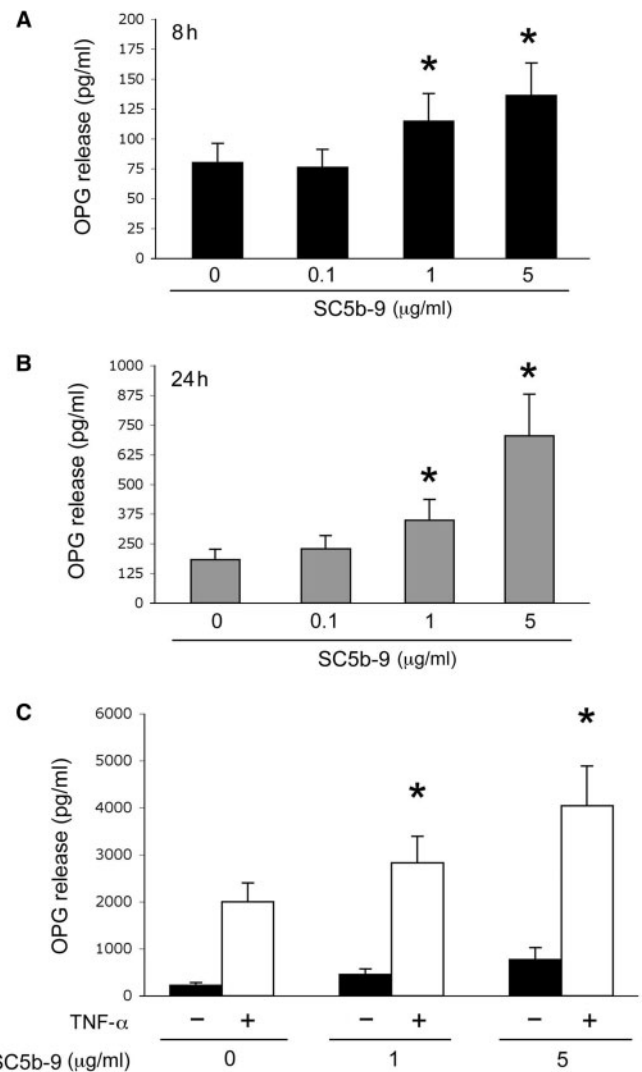 A
8h
OPG release (pg/ml)
200
175
150
125
100
75
50
25
0
* *
0 0.1 1 5
SC5b-9 (μg/ml)
B
24h
OPG release (pg/ml)
1000
875
750
625
500
375
250
125
0
* *
0 0.1 1 5
SC5b-9 (μg/ml)
C
OPG release (pg/ml)
6000
5000
4000
3000
2000
1000
0
* *
TNF-α − + − + − +
SC5b-9 (μg/ml) 0 1 5